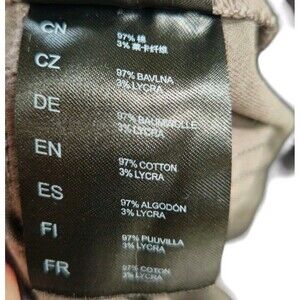 CN
97% 棉
3% 莱卡纤维
CZ
97% BAVLNA
3% LYCRA
DE
97% BAUMWOLLE
3% LYCRA
EN
97% COTTON
3% LYCRA
ES
97% ALGODÓN
3% LYCRA
FI
97% PUUVILLA
3% LYCRA
FR
97% COTON
3% LYCRA